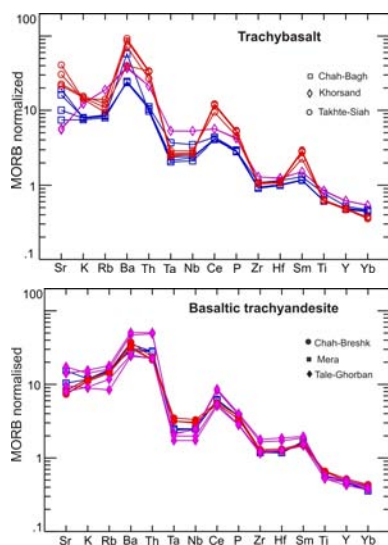 100
Trachybasalt
Chah-Bagh
Khorsand
Takhte-Siah
10
MORB normalized
1
.1
Sr K Rb Ba Th Ta Nb Ce P Zr Hf Sm Ti Y Yb
100
Basaltic trachyandesite
Chah-Breshk
Mera
Tale-Ghorban
10
MORB normalised
1
.1
Sr K Rb Ba Th Ta Nb Ce P Zr Hf Sm Ti Y Yb